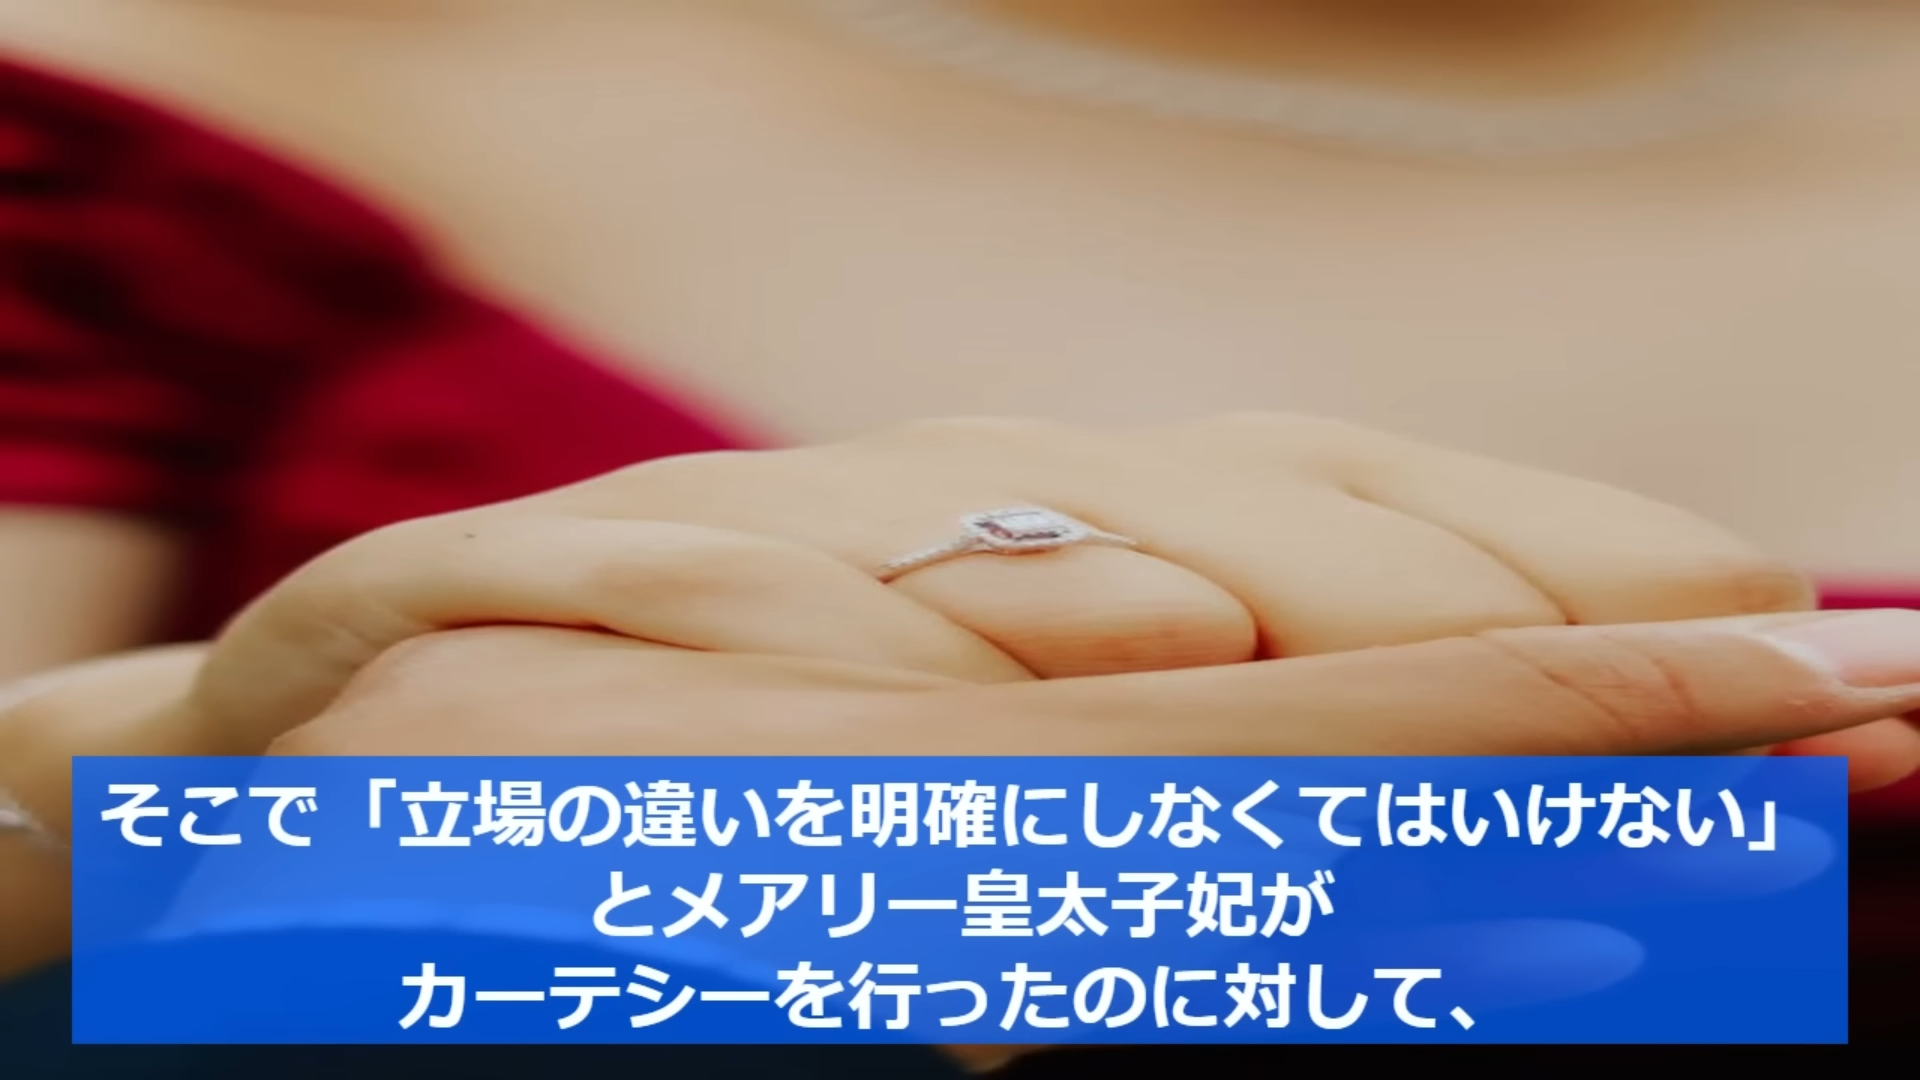 そこで「立場の違いを明確にしなくてはいけない」
とメアリー皇太子妃が
カーテシーを行ったのに対して、